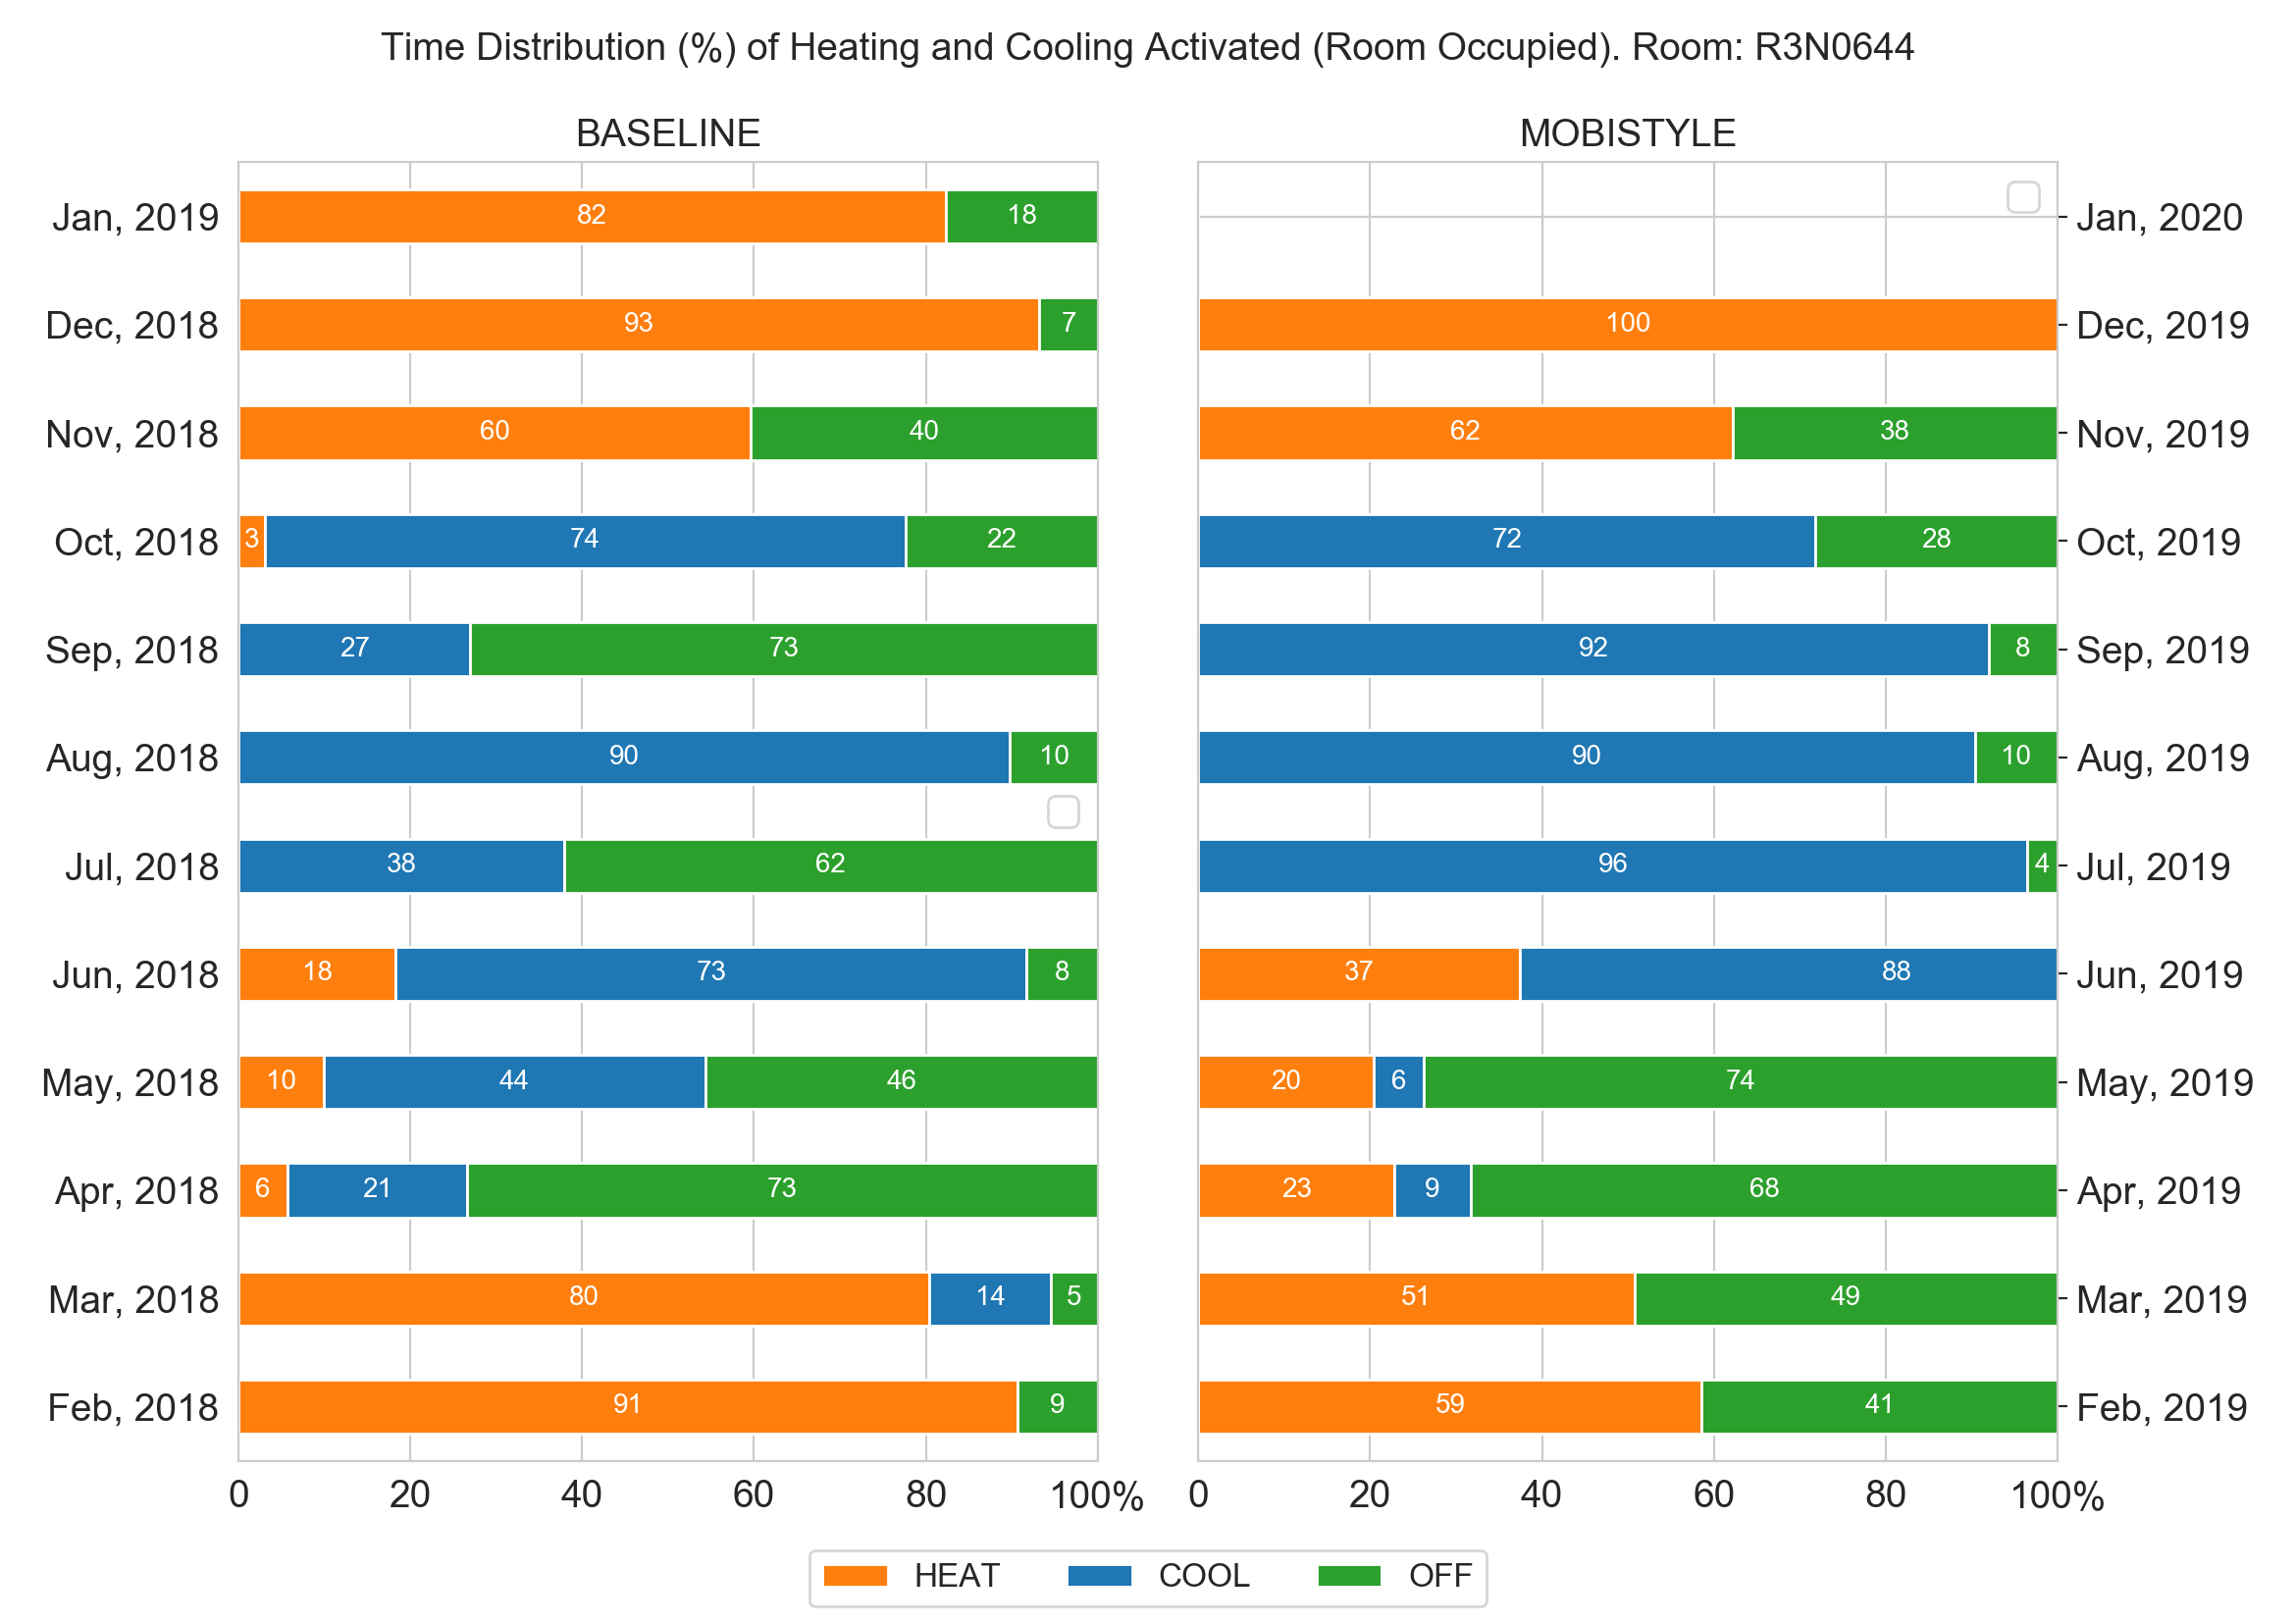 Time Distribution (%) of Heating and Cooling Activated (Room Occupied). Room: R3N0644
BASELINE
Jan, 2019 82 18
Dec, 2018 93 7
Nov, 2018 60 40
Oct, 2018 3 74 22
Sep, 2018 27 73
Aug, 2018 90 10
Jul, 2018 38 62
Jun, 2018 18 73 8
May, 2018 10 44 46
Apr, 2018 6 21 73
Mar, 2018 80 14 5
Feb, 2018 91 9
0 20 40 60 80 100%
MOBISTYLE
Jan, 2020
100 Dec, 2019
62 38 Nov, 2019
72 28 Oct, 2019
92 8 Sep, 2019
90 10 Aug, 2019
96 4 Jul, 2019
37 88 Jun, 2019
20 6 74 May, 2019
23 9 68 Apr, 2019
51 49 Mar, 2019
59 41 Feb, 2019
0 20 40 60 80 100%
HEAT COOL OFF